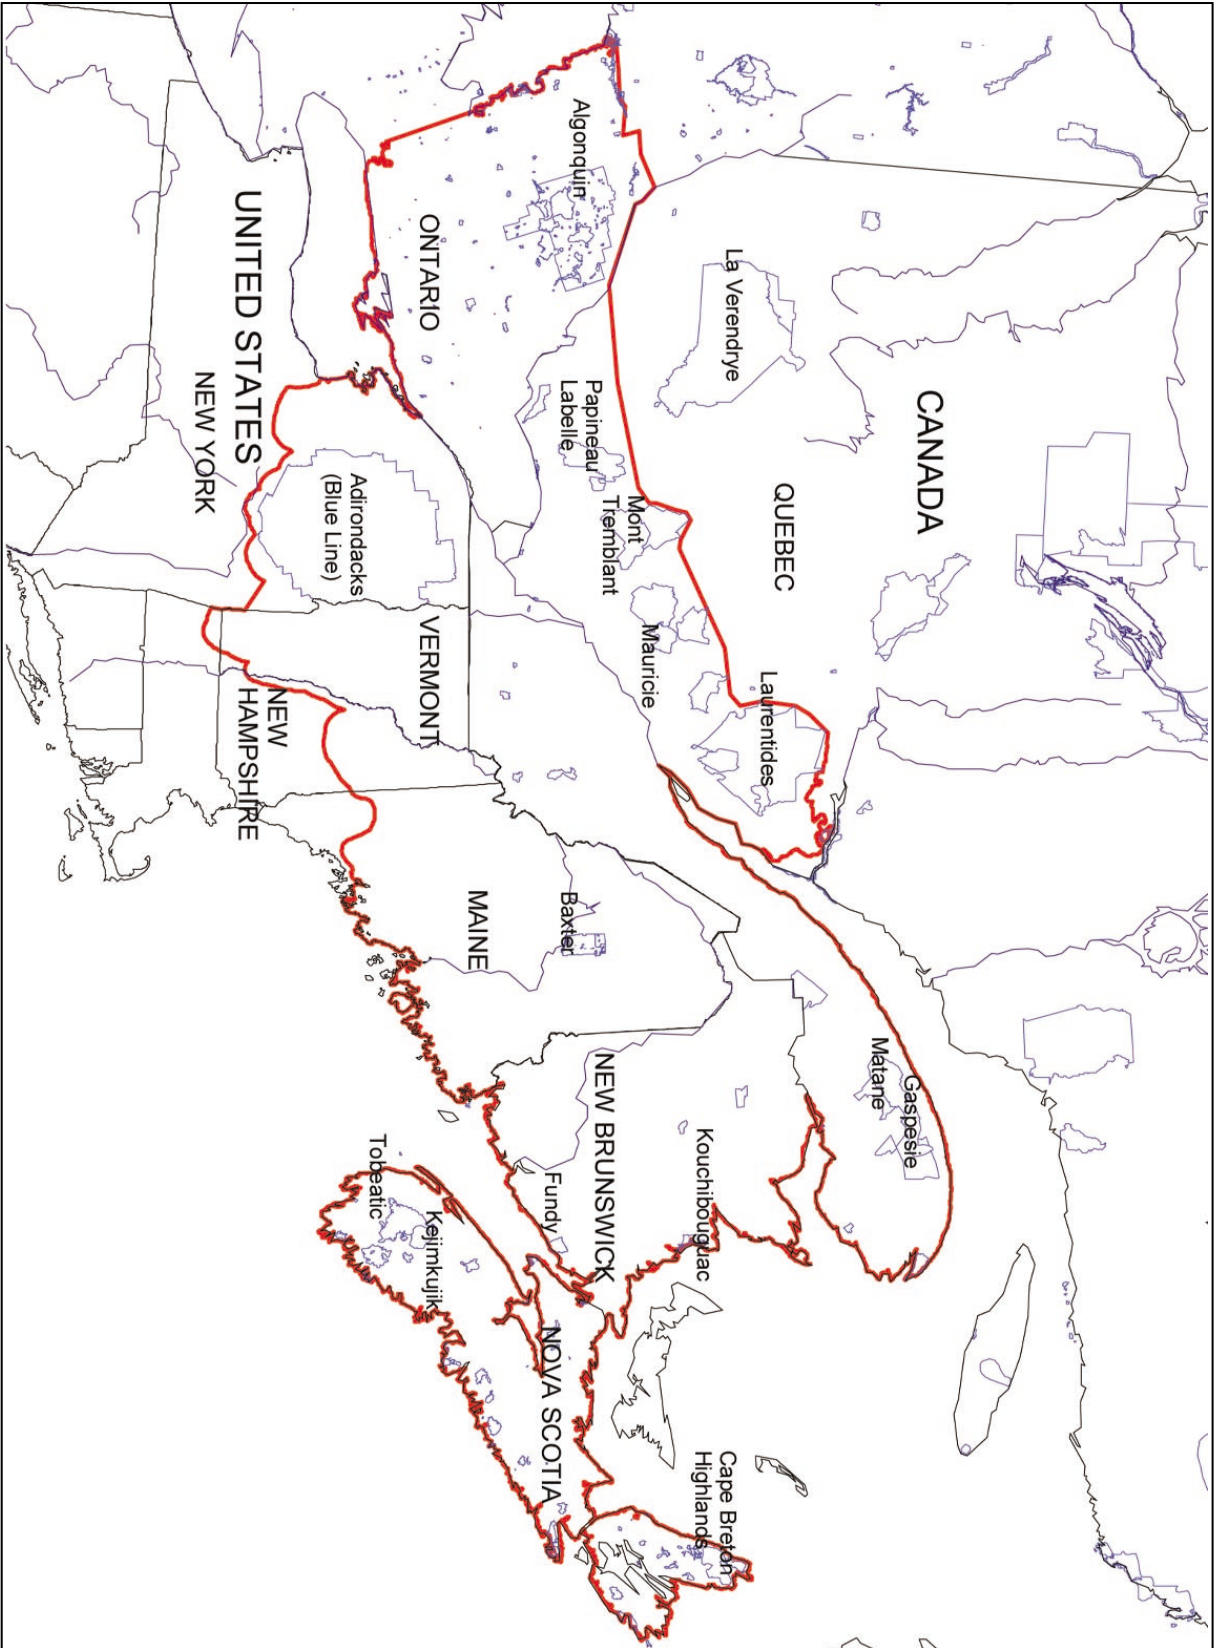 CANADA
QUEBEC
La Verendrye
Algonquin
ONTARIO
Papineau
Labelle
Mont
Tremblant
Mauricie
Laurentides
UNITED STATES
NEW YORK
Adirondacks
(Blue Line)
VERMONT
NEW
HAMPSHIRE
MAINE
Baxter
Matane
Gaspesie
NEW BRUNSWICK
Kouchibouguac
Fundy
Tobeatic
Kejimkujik
NOVA SCOTIA
Cape Breton
Highlands